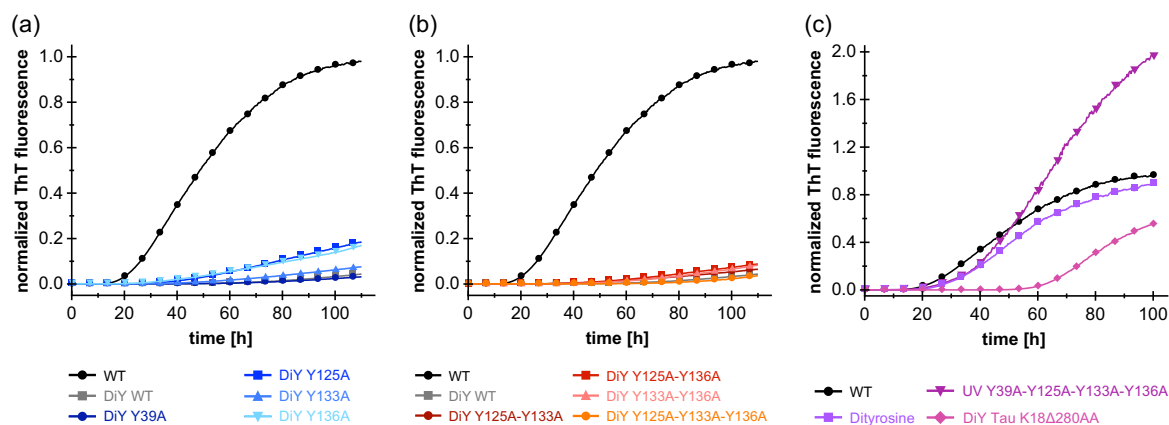 (a)
normalized ThT fluorescence
1.0
0.8
0.6
0.4
0.2
0.0
0 20 40 60 80 100
time [h]
WT
DiY WT
DiY Y39A
DiY Y125A
DiY Y133A
DiY Y136A
(b)
normalized ThT fluorescence
1.0
0.8
0.6
0.4
0.2
0.0
0 20 40 60 80 100
time [h]
WT
DiY WT
DiY Y125A-Y133A
DiY Y125A-Y136A
DiY Y133A-Y136A
DiY Y125A-Y133A-Y136A
(c)
normalized ThT fluorescence
2.0
1.6
1.2
0.8
0.4
0.0
0 20 40 60 80 100
time [h]
WT
Dityrosine
UV Y39A-Y125A-Y133A-Y136A
DiY Tau K18Δ280AA